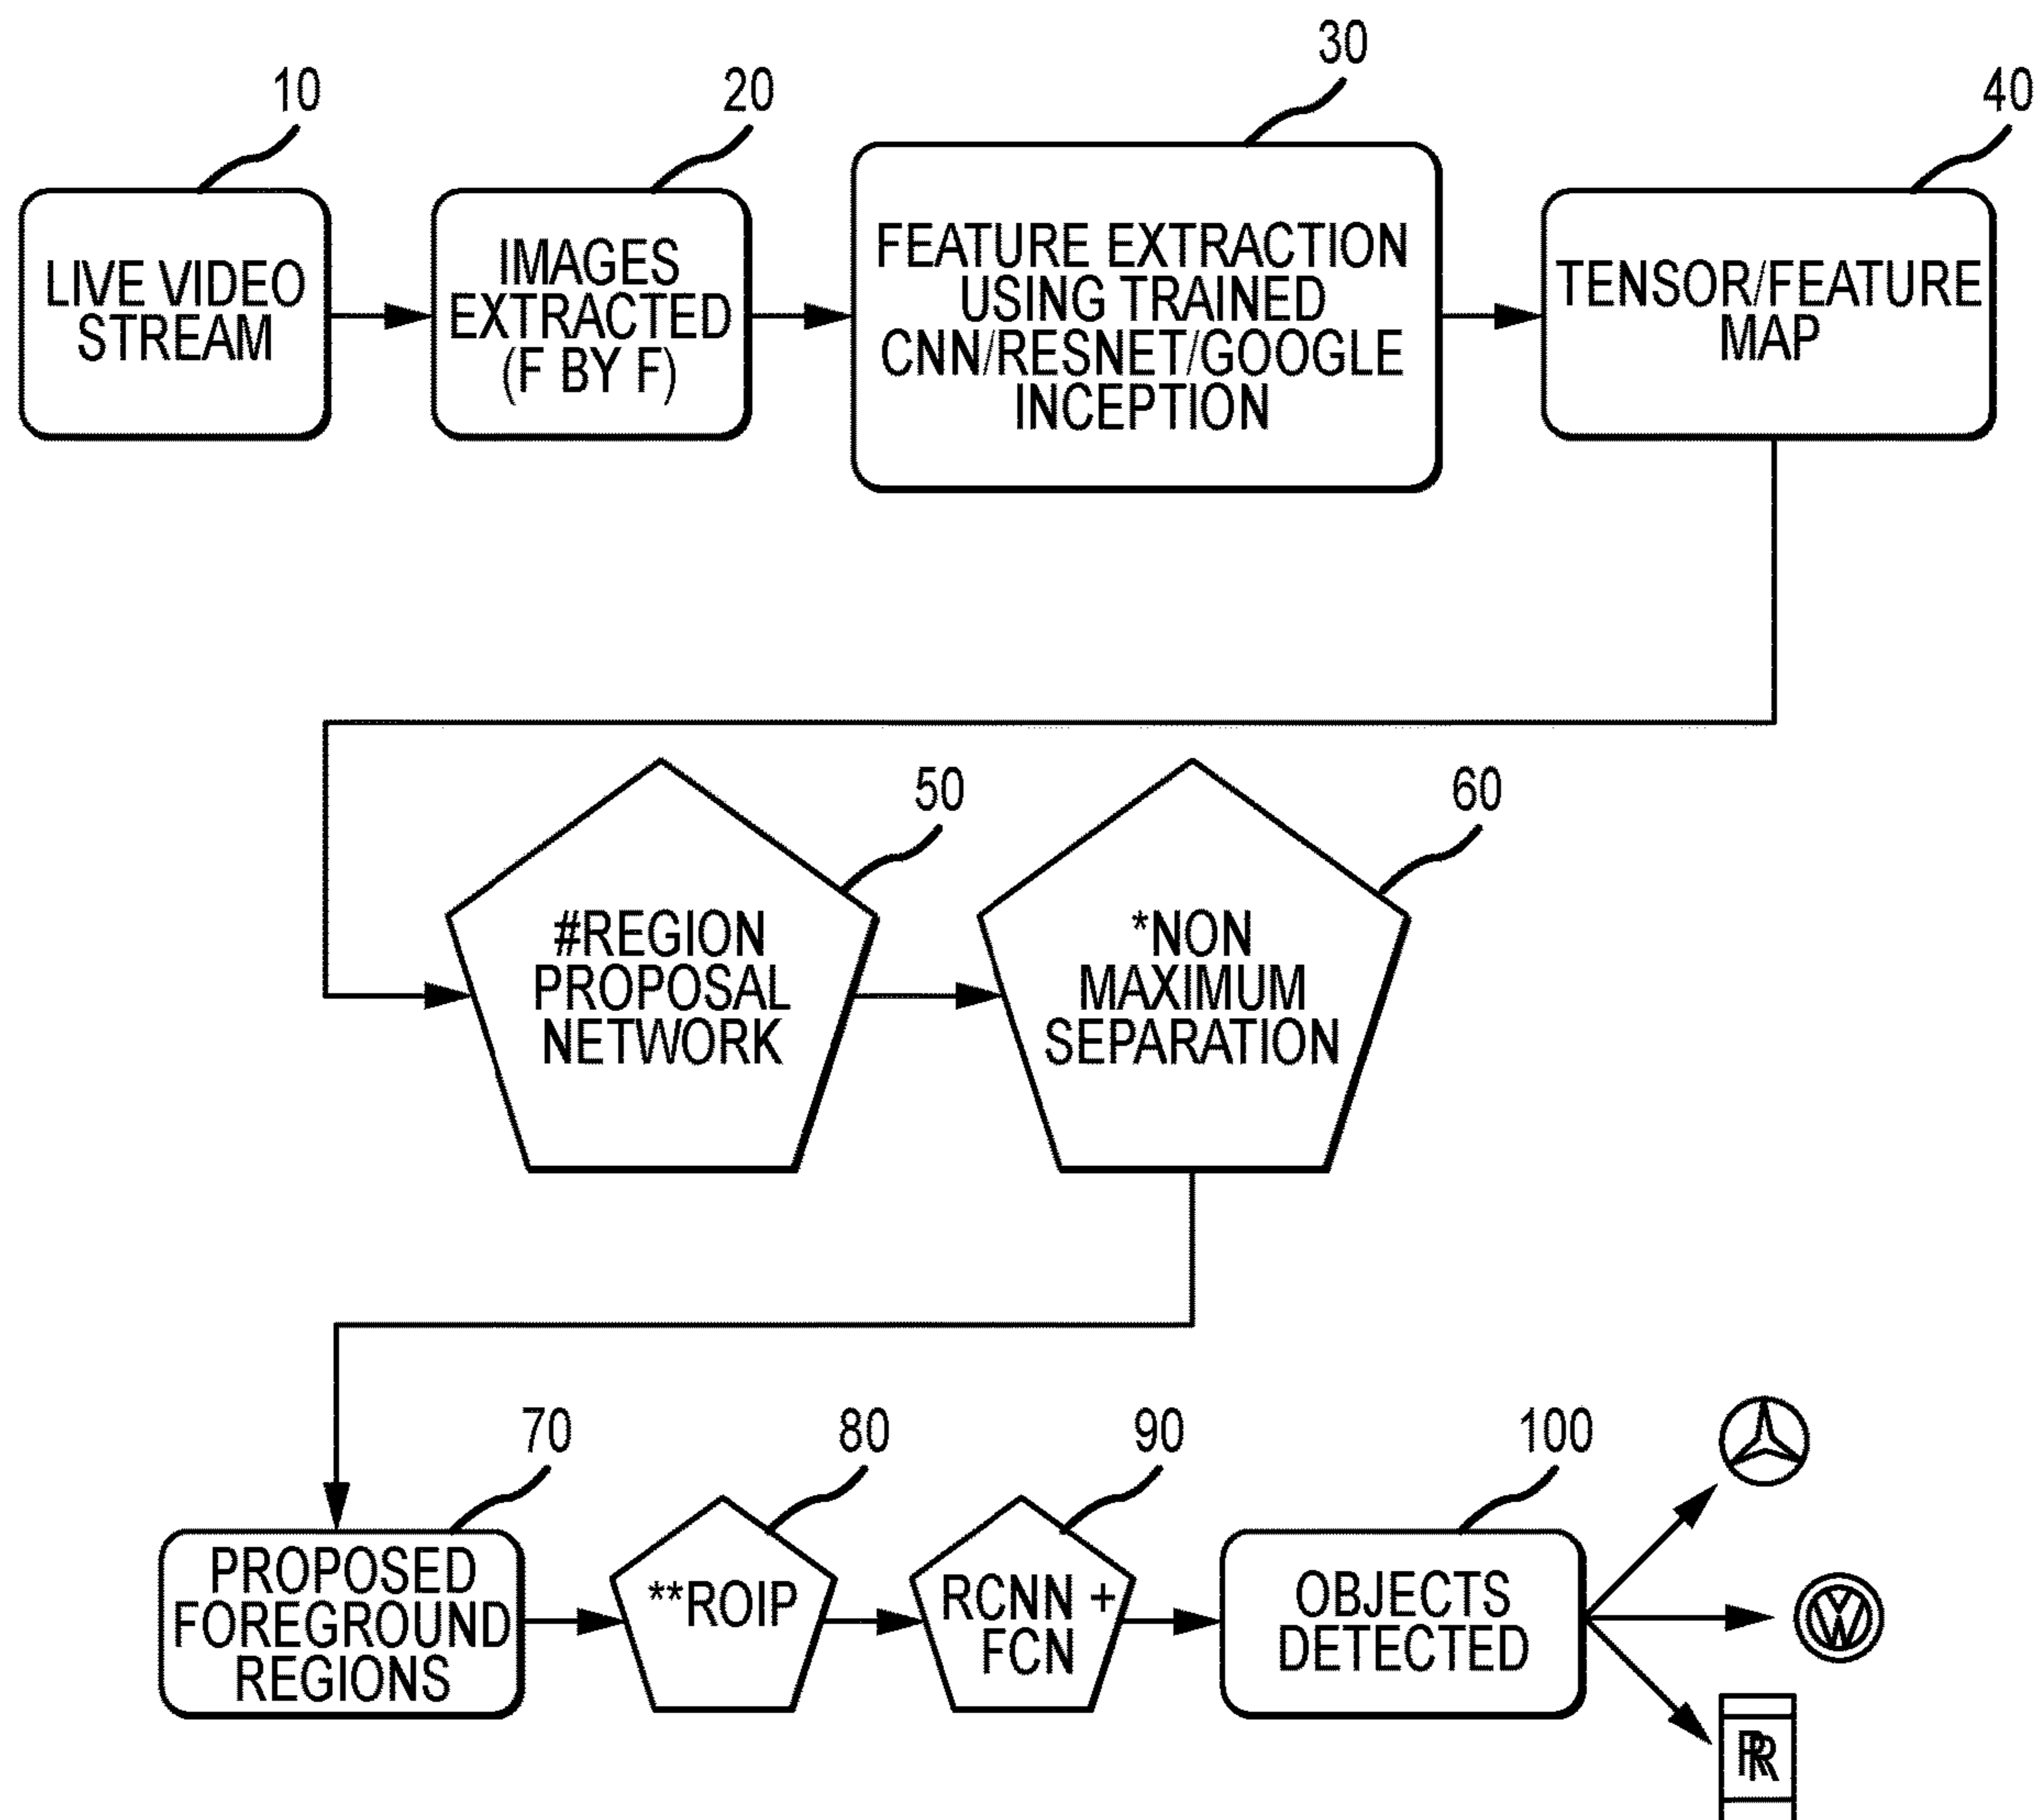 10
20
30
40
LIVE VIDEO
STREAM
IMAGES
EXTRACTED
(F BY F)
FEATURE EXTRACTION
USING TRAINED
CNN/RESNET/GOOGLE
INCEPTION
TENSOR/FEATURE
MAP
50
60
#REGION
PROPOSAL
NETWORK
*NON
MAXIMUM
SEPARATION
70
80
90
100
PROPOSED
FOREGROUND
REGIONS
**ROIP
RCNN +
FCN
OBJECTS
DETECTED
VW
RR